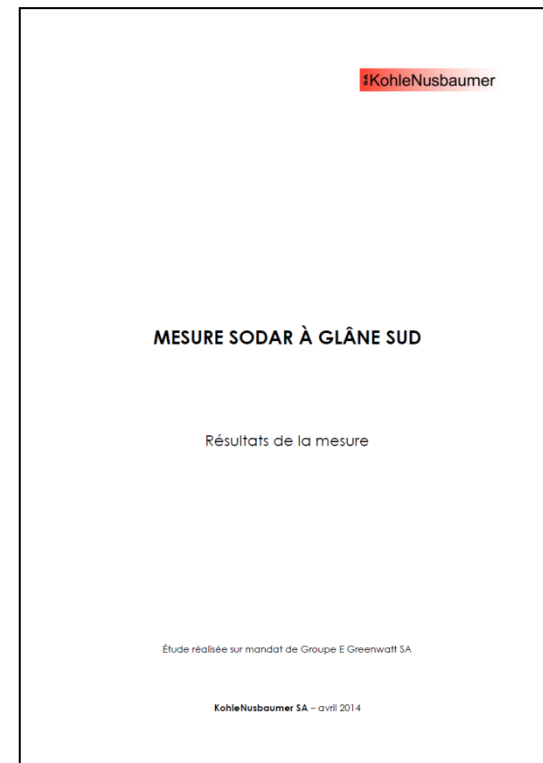 KohleNusbaumer
MESURE SODAR À GLÂNE SUD
Résultats de la mesure
Étude réalisée sur mandat de Groupe E Greenwatt SA
KohleNusbaumer SA – avril 2014